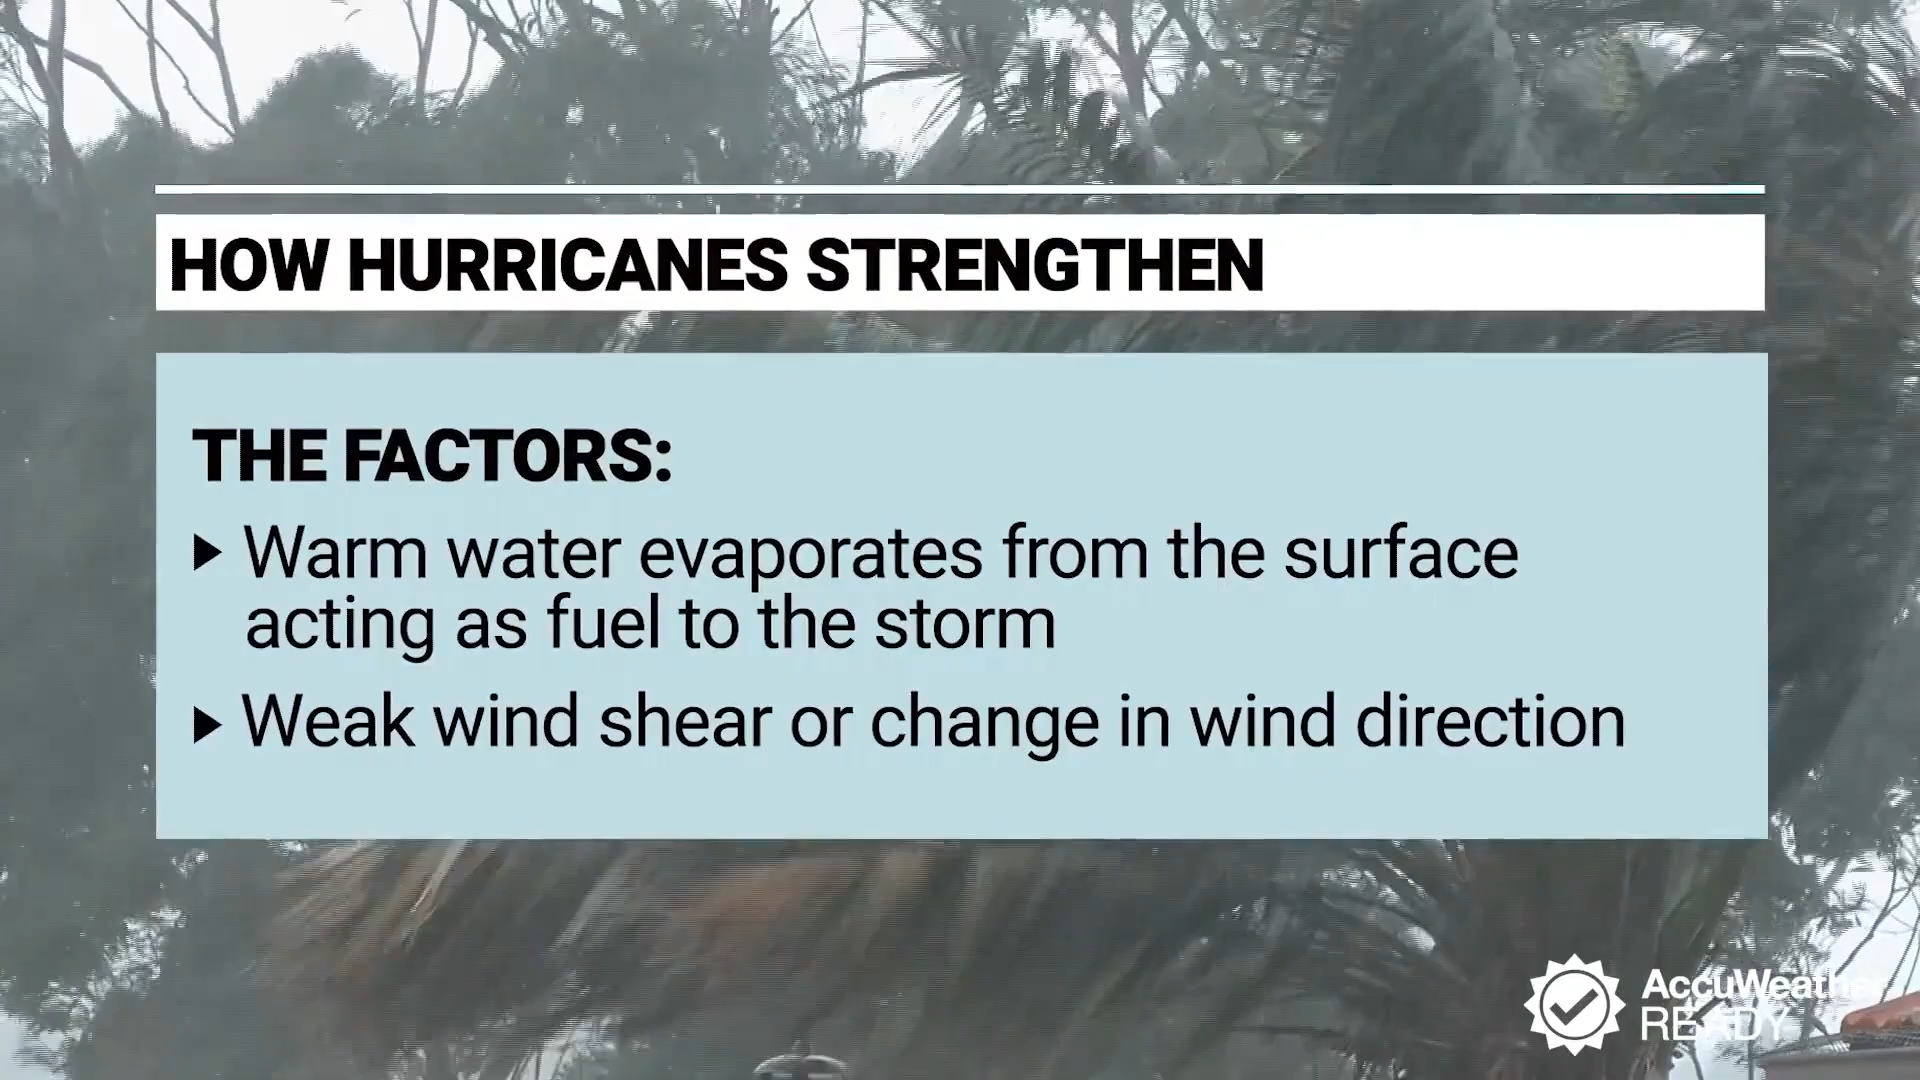 HOW HURRICANES STRENGTHEN
THE FACTORS:
Warm water evaporates from the surface
acting as fuel to the storm
Weak wind shear or change in wind direction
AccuWeather
READY